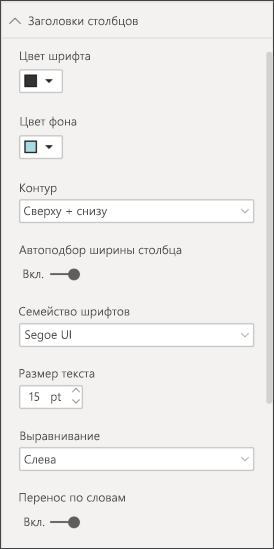 Заголовки столбцов
Цвет шрифта
Цвет фона
Контур
Сверху + снизу
Автоподбор ширины столбца
Вкл.
Семейство шрифтов
Segoe UI
Размер текста
15 pt
Выравнивание
Слева
Перенос по словам
Вкл.